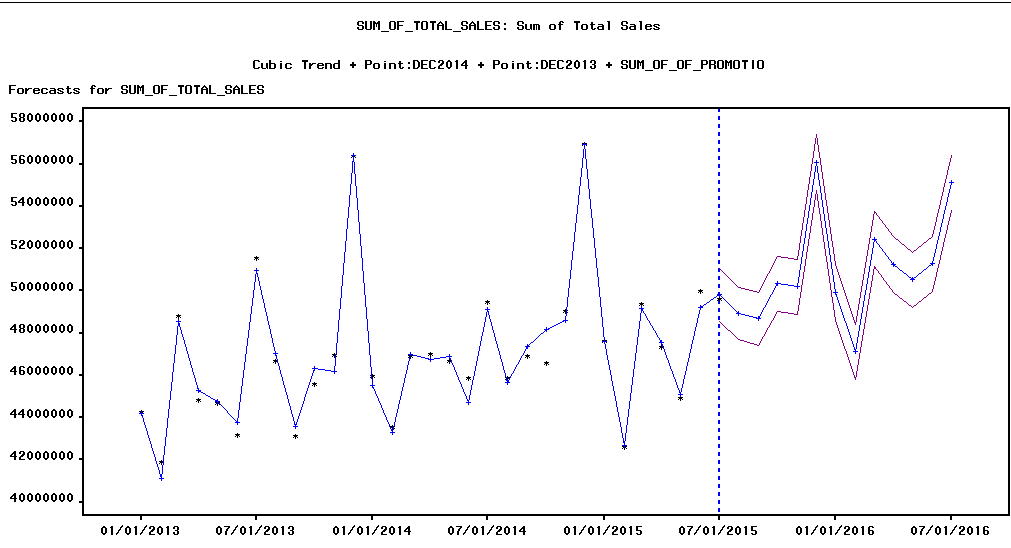 SUM_OF_TOTAL_SALES: Sum of Total Sales
Cubic Trend + Point:DEC2014 + Point:DEC2013 + SUM_OF_OF_PROMOTIO
Forecasts for SUM_OF_TOTAL_SALES
58000000
56000000
54000000
52000000
50000000
48000000
46000000
44000000
42000000
40000000
01/01/2013 07/01/2013 01/01/2014 07/01/2014 01/01/2015 07/01/2015 01/01/2016 07/01/2016